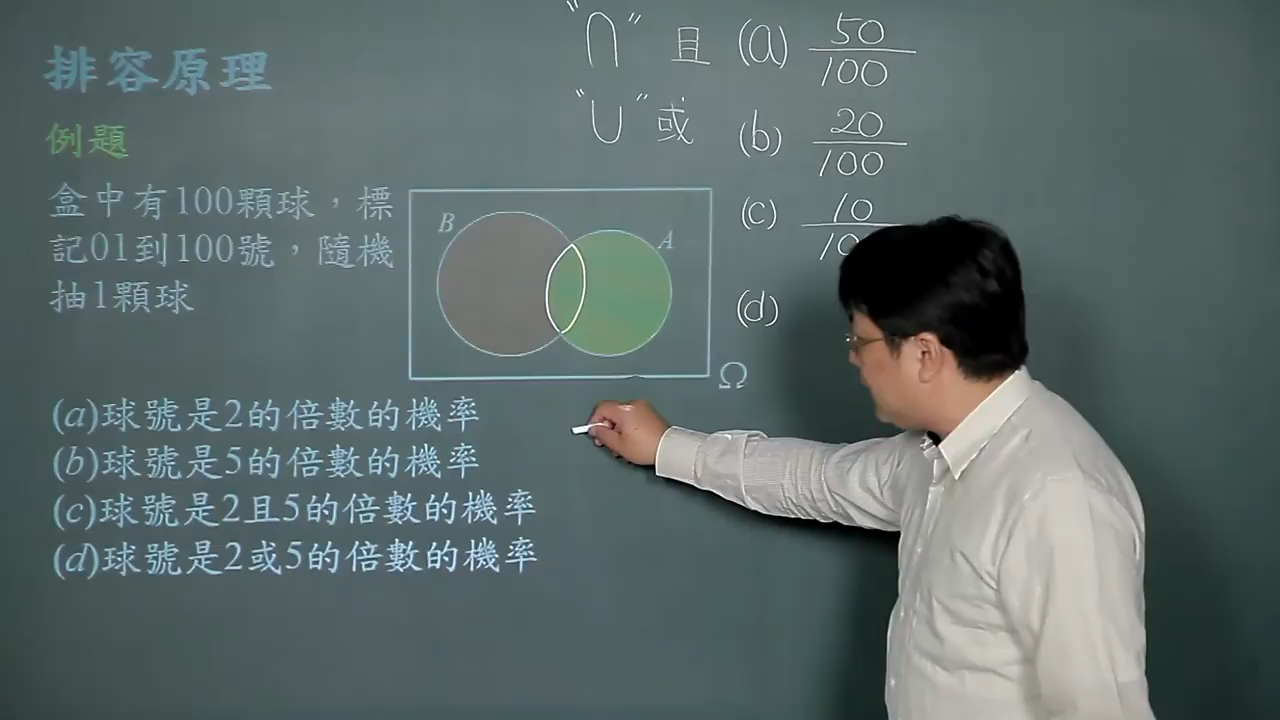 排容原理
例題
盒中有100顆球，標
記01到100號，隨機
抽1顆球
(a)球號是2的倍數的機率
(b)球號是5的倍數的機率
(c)球號是2且5的倍數的機率
(d)球號是2或5的倍數的機率
B
A
Ω
"∩" 且
"∪" 或
(a) 50/100
(b) 20/100
(c) 10
(d)